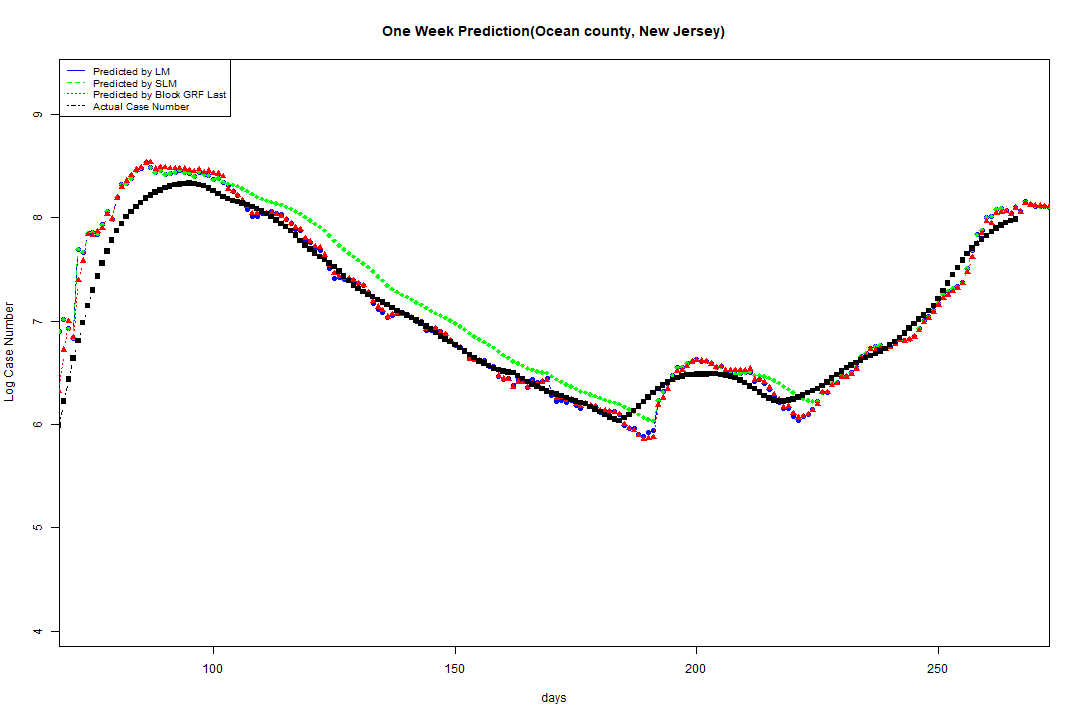 One Week Prediction(Ocean county, New Jersey)
Predicted by LM
Predicted by SLM
Predicted by Block GRF Last
Actual Case Number
9
8
7
6
5
4
Log Case Number
100 150 200 250
days